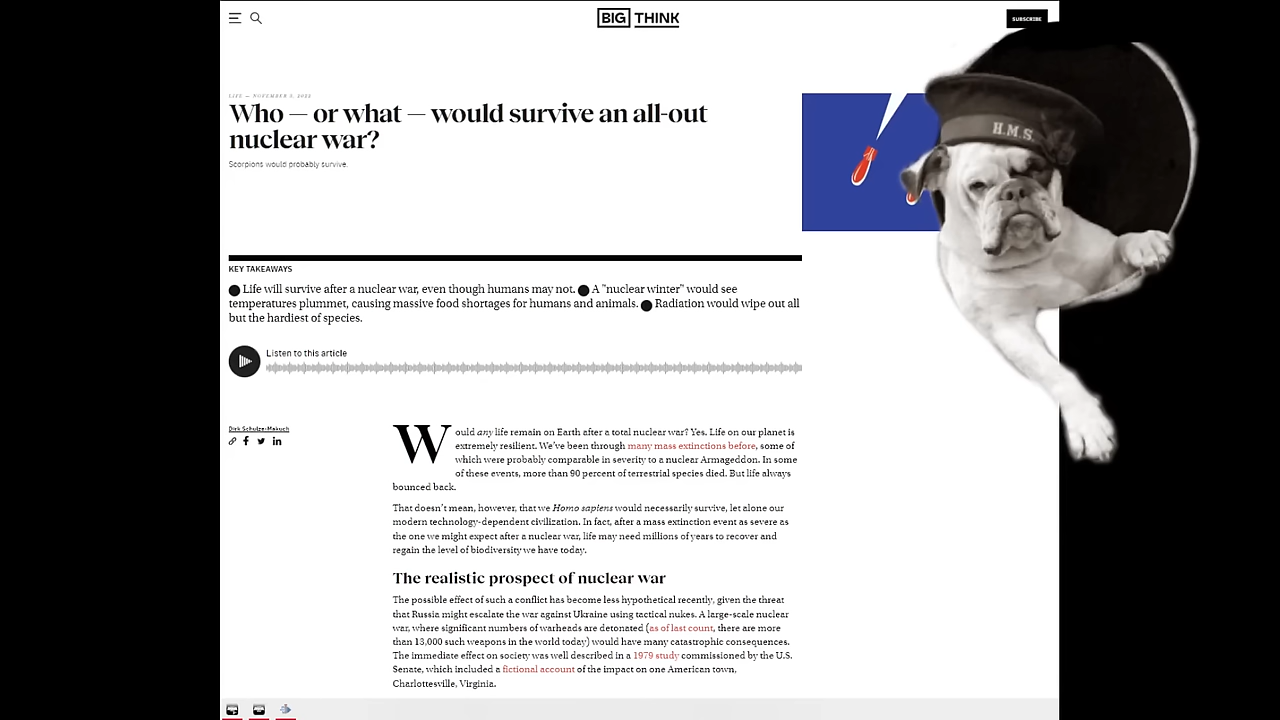 BIG THINK
SUBSCRIBE
LIFE — NOVEMBER 5, 2022
Who — or what — would survive an all-out
nuclear war?
Scorpions would probably survive.
H.M.S.
KEY TAKEAWAYS
Life will survive after a nuclear war, even though humans may not. A "nuclear winter" would see
temperatures plummet, causing massive food shortages for humans and animals. Radiation would wipe out all
but the hardiest of species.
Listen to this article
Dirk Schulze-Makuch
Would any life remain on Earth after a total nuclear war? Yes. Life on our planet is
extremely resilient. We've been through many mass extinctions before, some of
which were probably comparable in severity to a nuclear Armageddon. In some
of these events, more than 90 percent of terrestrial species died. But life always
bounced back.
That doesn't mean, however, that we Homo sapiens would necessarily survive, let alone our
modern technology-dependent civilization. In fact, after a mass extinction event as severe as
the one we might expect after a nuclear war, life may need millions of years to recover and
regain the level of biodiversity we have today.
The realistic prospect of nuclear war
The possible effect of such a conflict has become less hypothetical recently, given the threat
that Russia might escalate the war against Ukraine using tactical nukes. A large-scale nuclear
war, where significant numbers of warheads are detonated (as of last count, there are more
than 13,000 such weapons in the world today) would have many catastrophic consequences.
The immediate effect on society was well described in a 1979 study commissioned by the U.S.
Senate, which included a fictional account of the impact on one American town,
Charlottesville, Virginia.